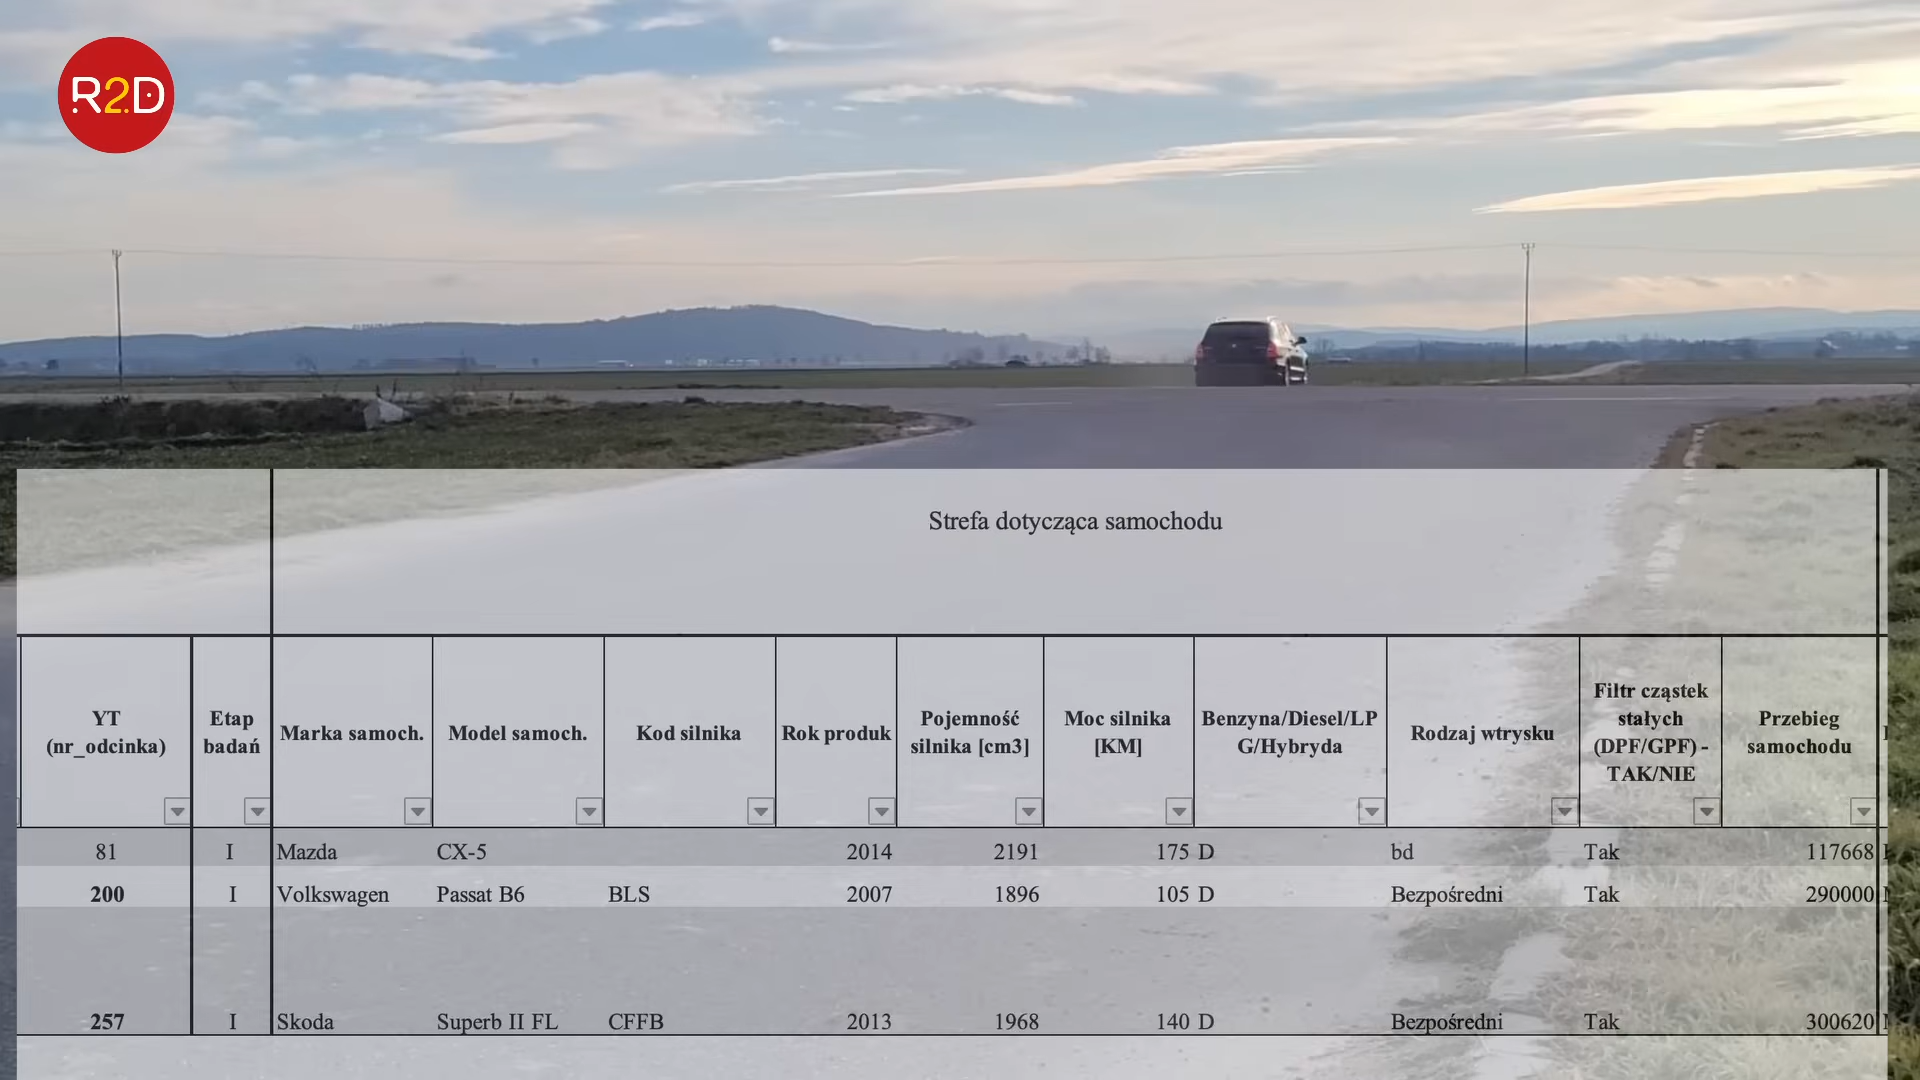 R2D
Strefa dotycząca samochodu
YT
(nr_odcinka)
Etap
badań
Marka samoch.
Model samoch.
Kod silnika
Rok produk
Pojemność
silnika [cm3]
Moc silnika
[KM]
Benzyna/Diesel/LP
G/Hybryda
Rodzaj wtrysku
Filtr cząstek
stałych
(DPF/GPF) -
TAK/NIE
Przebieg
samochodu
81 I Mazda CX-5 2014 2191 175 D bd Tak 117668
200 I Volkswagen Passat B6 BLS 2007 1896 105 D Bezpośredni Tak 290000
257 I Skoda Superb II FL CFFB 2013 1968 140 D Bezpośredni Tak 300620